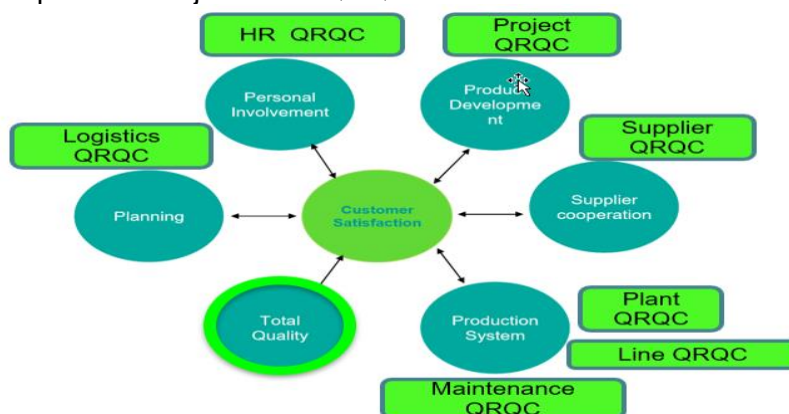 HR QRQC
Project
QRQC
Personal
Involvement
Product
Developme
nt
Logistics
QRQC
Supplier
QRQC
Planning
Customer
Satisfaction
Supplier
cooperation
Total
Quality
Production
System
Plant
QRQC
Line QRQC
Maintenance
QRQC